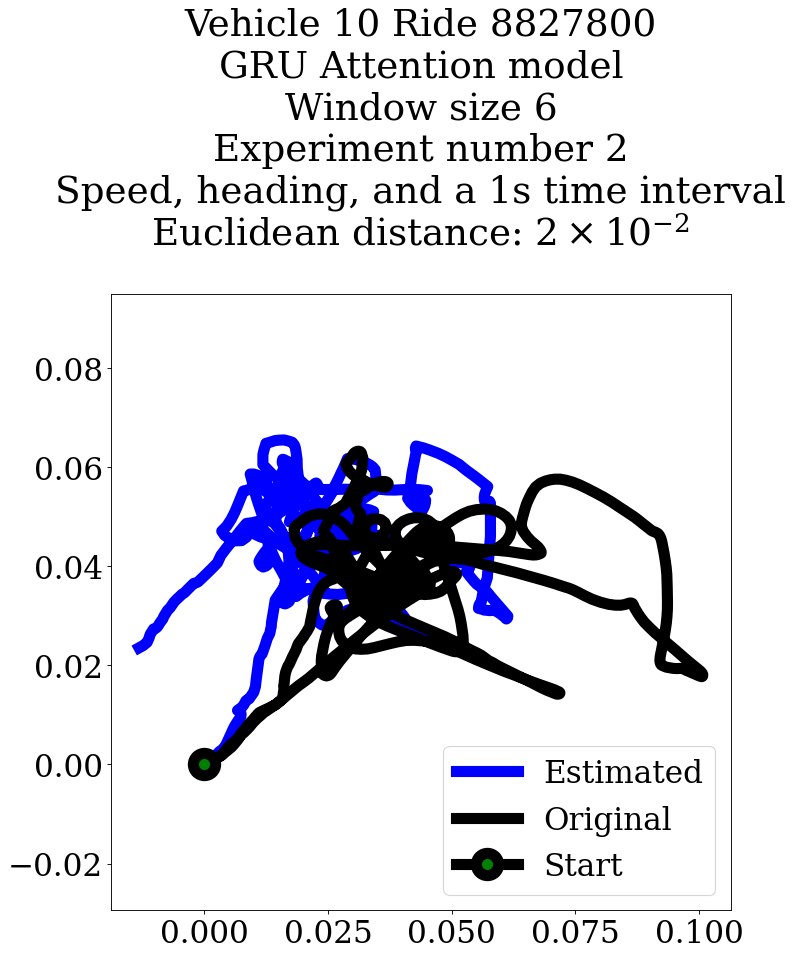 Vehicle 10 Ride 8827800
GRU Attention model
Window size 6
Experiment number 2
Speed, heading, and a 1s time interval
Euclidean distance: 2 × 10⁻²
0.08
0.06
0.04
0.02
0.00
−0.02
Estimated
Original
Start
0.000 0.025 0.050 0.075 0.100